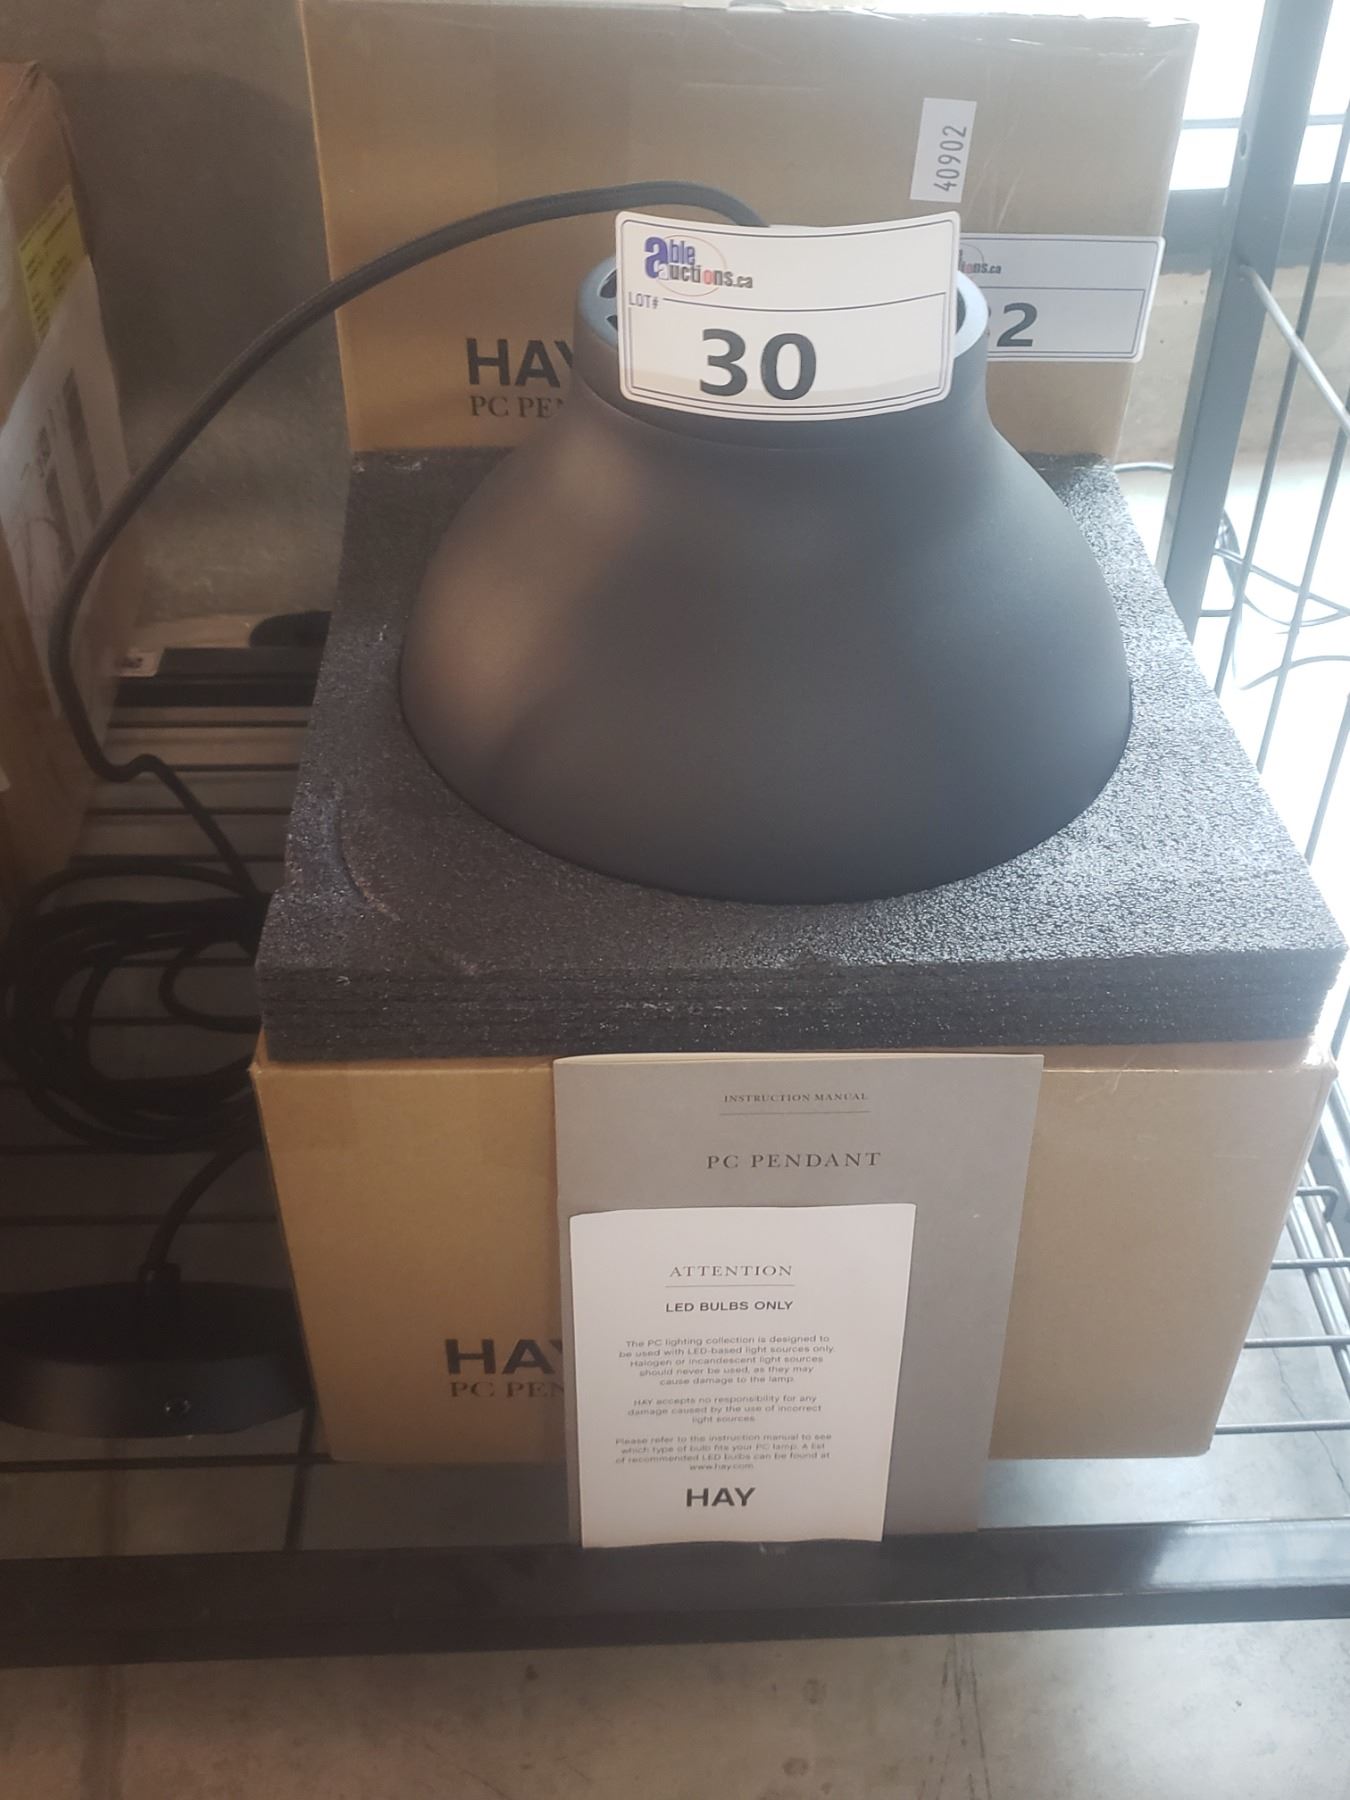 40902
able
auctions.ca
LOT#
30
ons.ca
2
HAY
PC PEN
INSTRUCTION MANUAL
PC PENDANT
ATTENTION
LED BULBS ONLY
The PC lighting collection is designed to
be used with LED-based light sources only.
Halogen or incandescent light sources
should never be used, as they may
cause damage to the lamp.
HAY accepts no responsibility for any
damage caused by the use of incorrect
light sources.
Please refer to the instruction manual to see
which type of bulb fits your PC lamp. A list
of recommended LED bulbs can be found at
www.hay.com
HAY
HAY
PC PEN